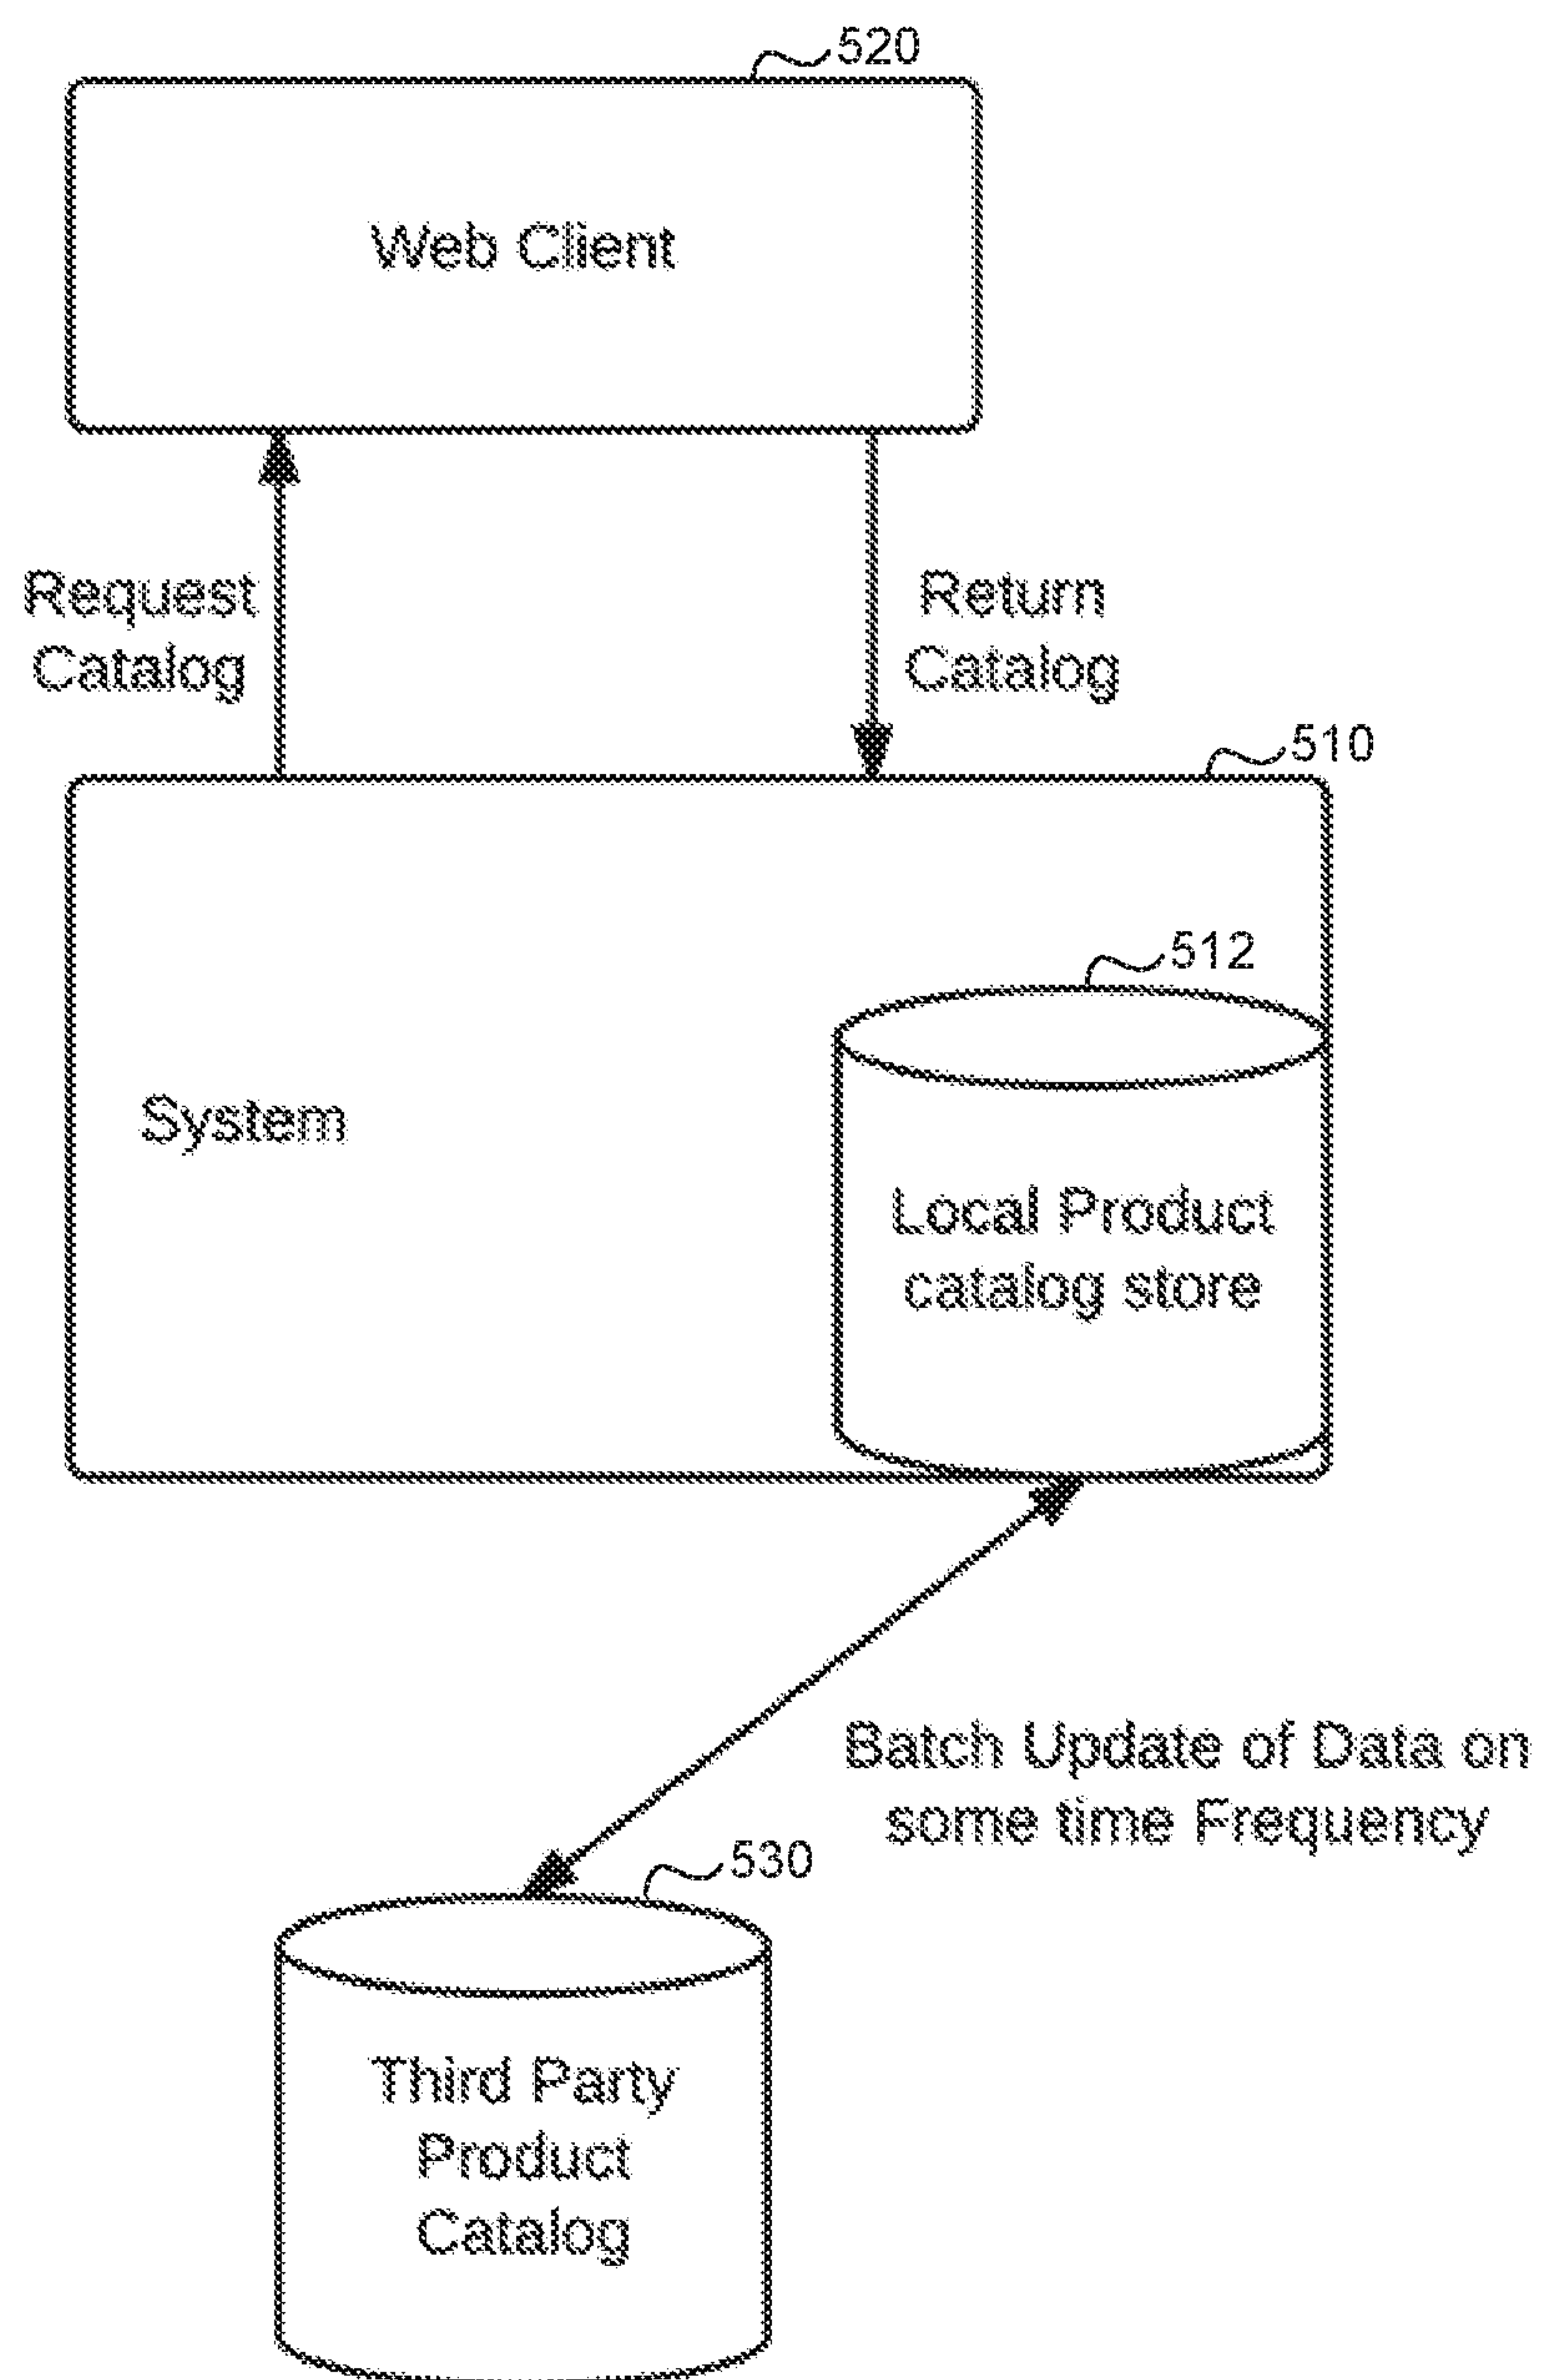 520
Web Client
Request
Catalog
Return
Catalog
510
512
System
Local Product
catalog store
Batch Update of Data on
some time Frequency
530
Third Party
Product
Catalog